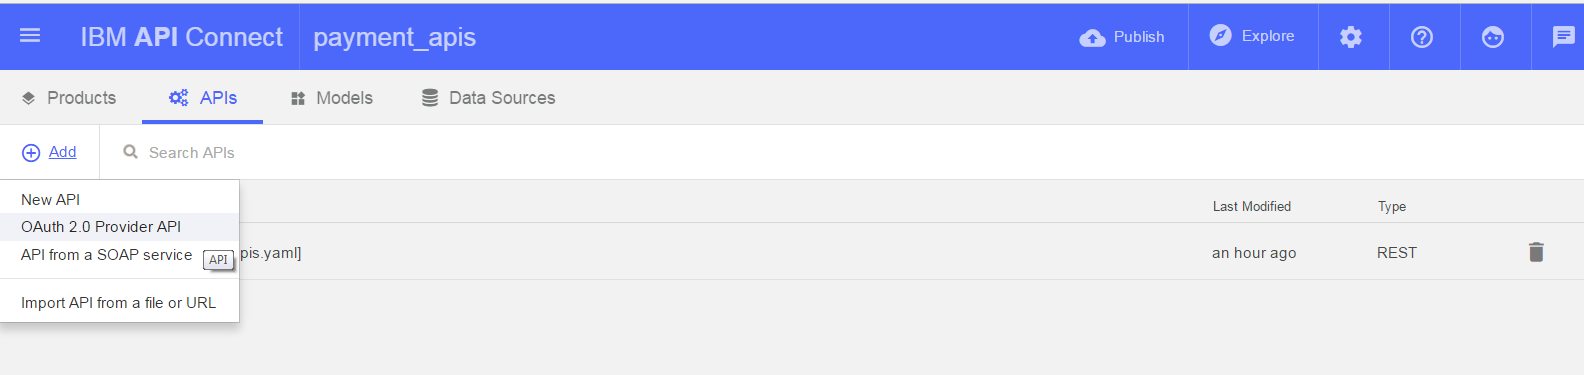 IBM API Connect payment_apis Publish Explore
Products APIs Models Data Sources
Add Search APIs
New API
Last Modified Type
OAuth 2.0 Provider API
API from a SOAP service API pis.yaml] an hour ago REST
Import API from a file or URL